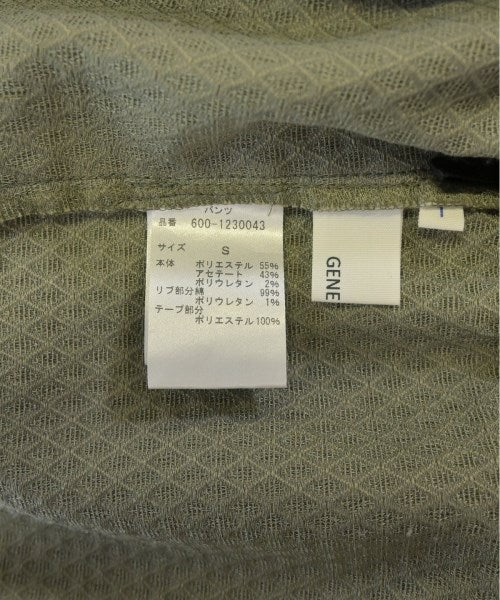 パンツ
品番 600-1230043
サイズ S
本体 ポリエステル 55%
アセテート 43%
ポリウレタン 2%
リブ部分綿 99%
ポリウレタン 1%
テープ部分
ポリエステル100%
GENE